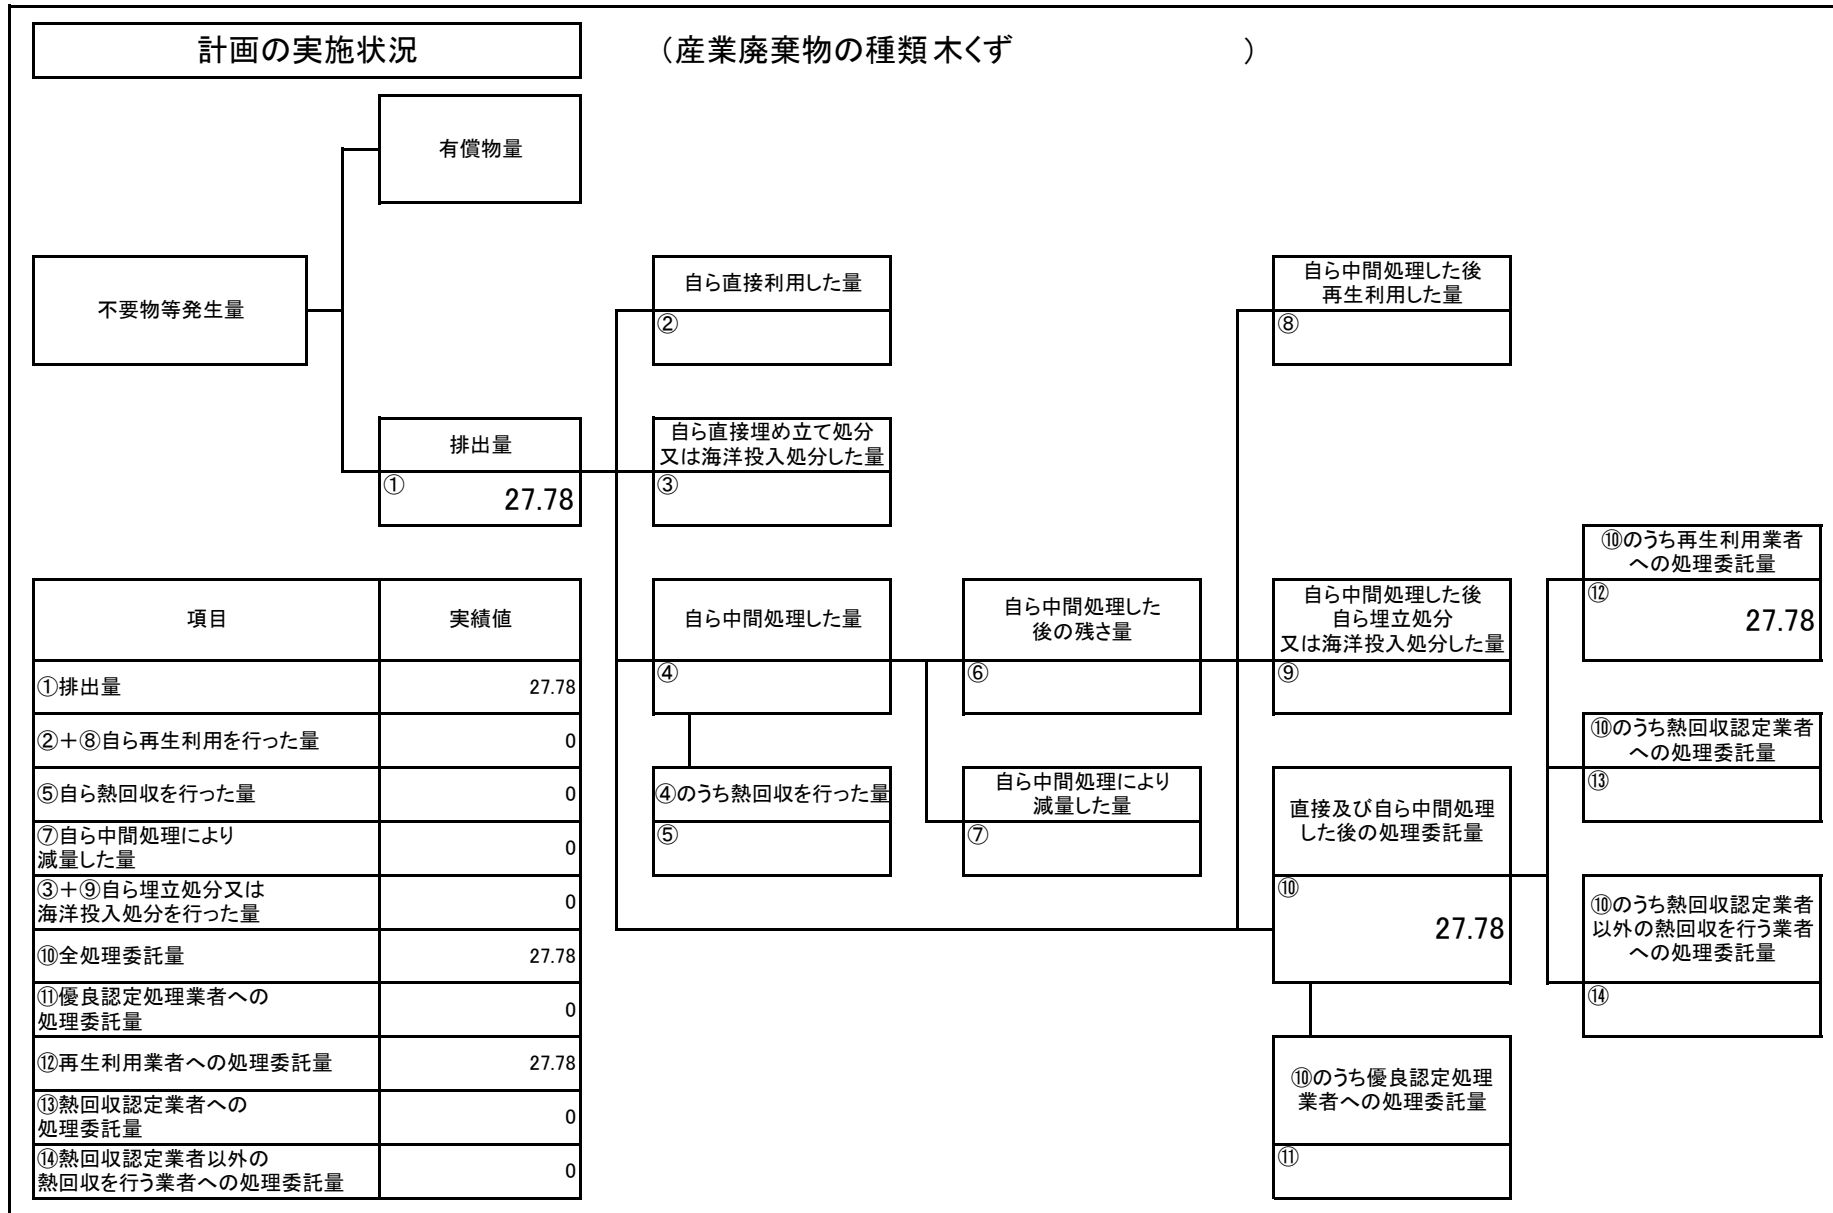 計画の実施状況
（産業廃棄物の種類 木くず　　　　　　　）
有償物量
不要物等発生量
自ら直接利用した量
②
自ら中間処理した後
再生利用した量
⑧
排出量
①
27.78
自ら直接埋め立て処分
又は海洋投入処分した量
③
⑩のうち再生利用業者
への処理委託量
⑫
27.78
自ら中間処理した量
④
自ら中間処理した
後の残さ量
⑥
自ら中間処理した後
自ら埋立処分
又は海洋投入処分した量
⑨
⑩のうち熱回収認定業者
への処理委託量
⑬
④のうち熱回収を行った量
⑤
自ら中間処理により
減量した量
⑦
直接及び自ら中間処理
した後の処理委託量
⑩
27.78
⑩のうち熱回収認定業者
以外の熱回収を行う業者
への処理委託量
⑭
⑩のうち優良認定処理
業者への処理委託量
⑪
項目 実績値
①排出量 27.78
②＋⑧自ら再生利用を行った量 0
⑤自ら熱回収を行った量 0
⑦自ら中間処理により
減量した量 0
③＋⑨自ら埋立処分又は
海洋投入処分を行った量 0
⑩全処理委託量 27.78
⑪優良認定処理業者への
処理委託量 0
⑫再生利用業者への処理委託量 27.78
⑬熱回収認定業者への
処理委託量 0
⑭熱回収認定業者以外の
熱回収を行う業者への処理委託量 0